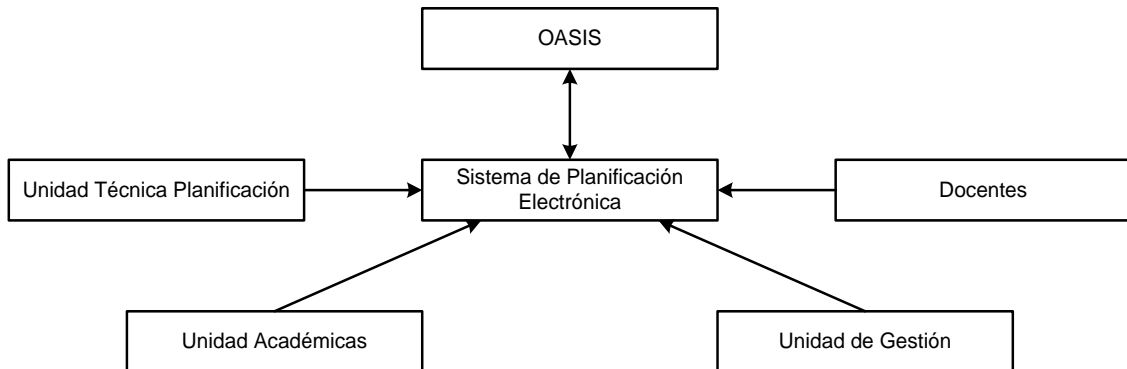 OASIS
Unidad Técnica Planificación
Sistema de Planificación
Electrónica
Docentes
Unidad Académicas
Unidad de Gestión